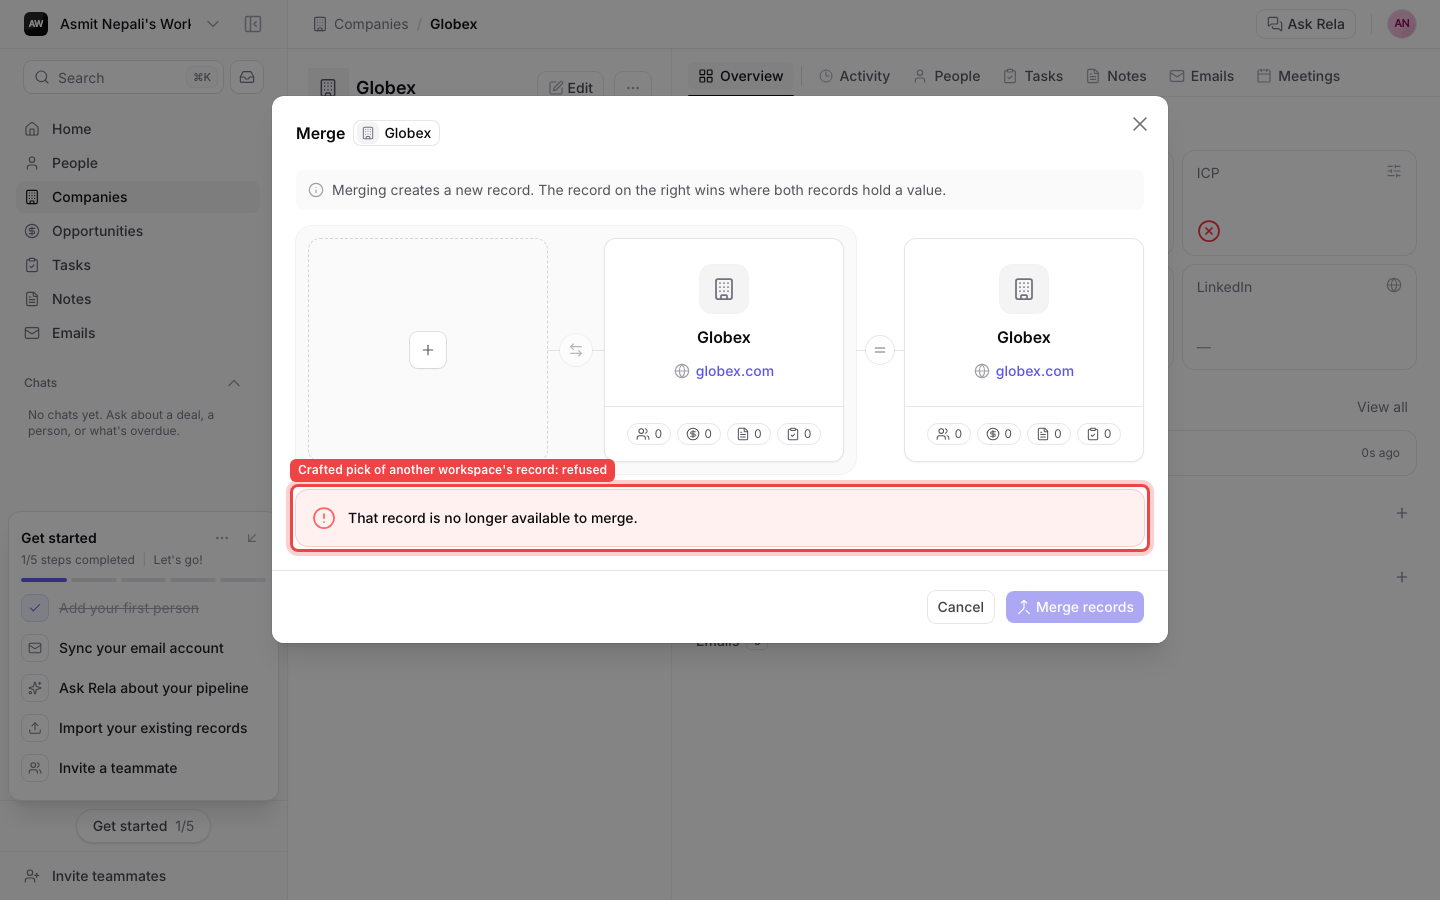 AW Asmit Nepali's Work
Companies / Globex
Ask Rela
AN
Search ⌘K
Globex
Edit
Overview
Activity
People
Tasks
Notes
Emails
Meetings
Home
People
Companies
Opportunities
Tasks
Notes
Emails
Chats
No chats yet. Ask about a deal, a
person, or what's overdue.
Get started
1/5 steps completed | Let's go!
Add your first person
Sync your email account
Ask Rela about your pipeline
Import your existing records
Invite a teammate
Get started 1/5
Invite teammates
Merge Globex
Merging creates a new record. The record on the right wins where both records hold a value.
Globex
globex.com
0 0 0 0
Globex
globex.com
0 0 0 0
Crafted pick of another workspace's record: refused
That record is no longer available to merge.
Cancel
Merge records
ICP
LinkedIn
—
View all
0s ago
Emails